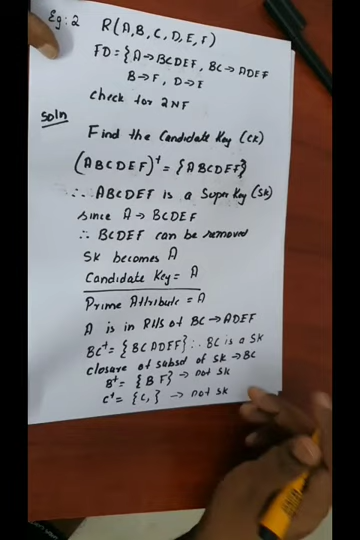 Eg:2 R(A,B,C,D,E,F)
FD = {A→BCDEF, BC→ADEF
B→F, D→E
check for 2NF
Soln
Find the Candidate Key (CK)
(ABCDEF)⁺ = {ABCDEF}
∴ ABCDEF is a Super Key (SK)
since A→BCDEF
∴ BCDEF can be removed
SK becomes A
Candidate Key = A
Prime Attribute = A
A is in RHS of BC→ADEF
BC⁺ = {BCADEF} ∴ BC is a SK
closure of subset of SK → BC
B⁺ = {BF} → not SK
C⁺ = {C,} → not SK